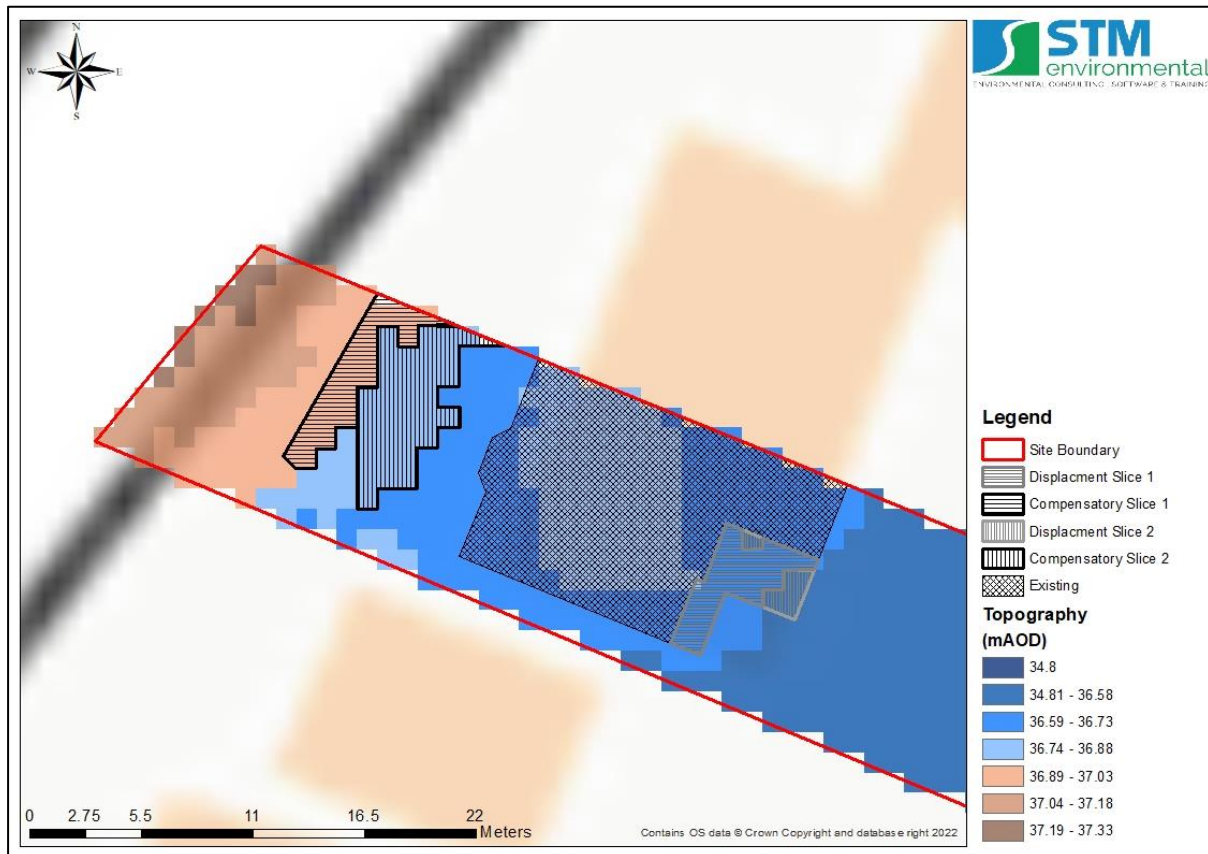 N
W
E
S
STM
environmental
ENVIRONMENTAL CONSULTING, SOFTWARE & TRAINING
Legend
Site Boundary
Displacment Slice 1
Compensatory Slice 1
Displacment Slice 2
Compensatory Slice 2
Existing
Topography
(mAOD)
34.8
34.81 - 36.58
36.59 - 36.73
36.74 - 36.88
36.89 - 37.03
37.04 - 37.18
37.19 - 37.33
0 2.75 5.5 11 16.5 22
Meters
Contains OS data © Crown Copyright and database right 2022